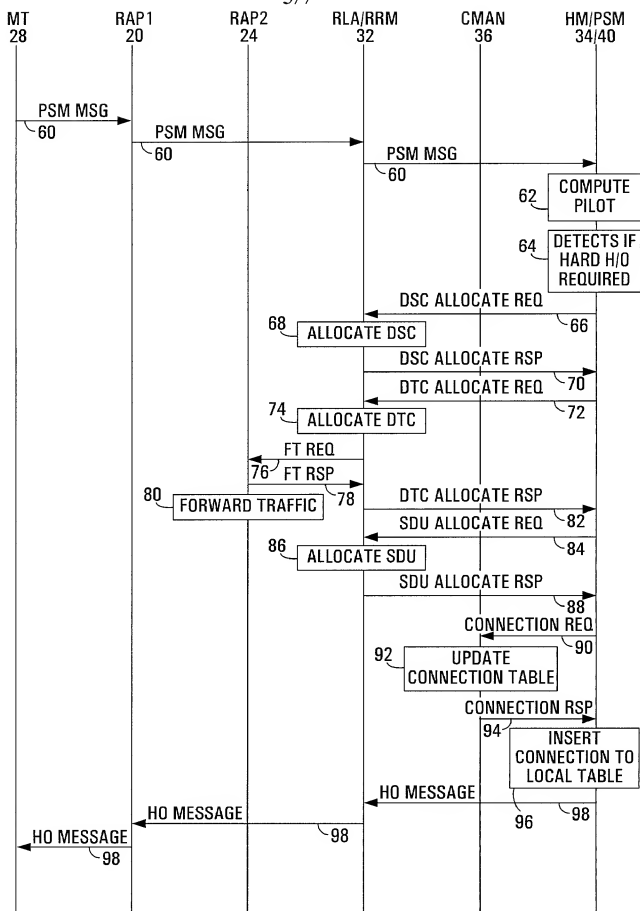 MT RAP1 RAP2 RLA/RRM CMAN HM/PSM
28 20 24 32 36 34/40
PSM MSG
60
PSM MSG
60
PSM MSG
60
62 COMPUTE
PILOT
64 DETECTS IF
HARD H/O
REQUIRED
DSC ALLOCATE REQ
66
68 ALLOCATE DSC
DSC ALLOCATE RSP
70
DTC ALLOCATE REQ
72
74 ALLOCATE DTC
FT REQ
76
FT RSP
78
80 FORWARD TRAFFIC
DTC ALLOCATE RSP
82
SDU ALLOCATE REQ
84
86 ALLOCATE SDU
SDU ALLOCATE RSP
88
CONNECTION REQ
90
92 UPDATE
CONNECTION TABLE
CONNECTION RSP
94
INSERT
CONNECTION TO
LOCAL TABLE
96
HO MESSAGE
98
HO MESSAGE
98
HO MESSAGE
98